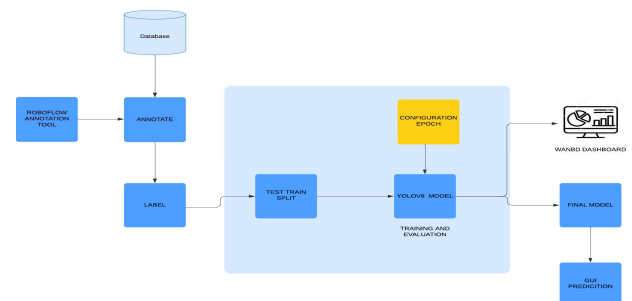 Database
ROBOFLOW
ANNOTATION
TOOL
ANNOTATE
CONFIGURATION
EPOCH
WANBD DASHBOARD
LABEL
TEST TRAIN
SPLIT
YOLOV8 MODEL
TRAINING AND
EVALUATION
FINAL MODEL
GUI
PREDICITION